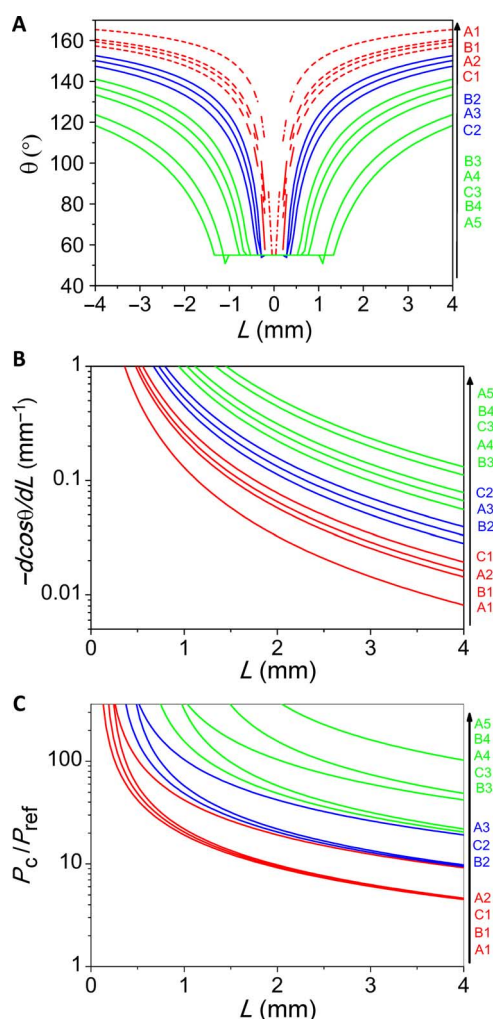 A
160
140
120
100
80
60
40
θ (°)
−4 −3 −2 −1 0 1 2 3 4
L (mm)
A1
B1
A2
C1
B2
A3
C2
B3
A4
C3
B4
A5
B
1
0.1
0.01
−dcosθ/dL (mm⁻¹)
0 1 2 3 4
L (mm)
A5
B4
C3
A4
B3
C2
A3
B2
C1
A2
B1
A1
C
100
10
1
Pc/Pref
0 1 2 3 4
L (mm)
A5
B4
A4
C3
B3
A3
C2
B2
A2
C1
B1
A1